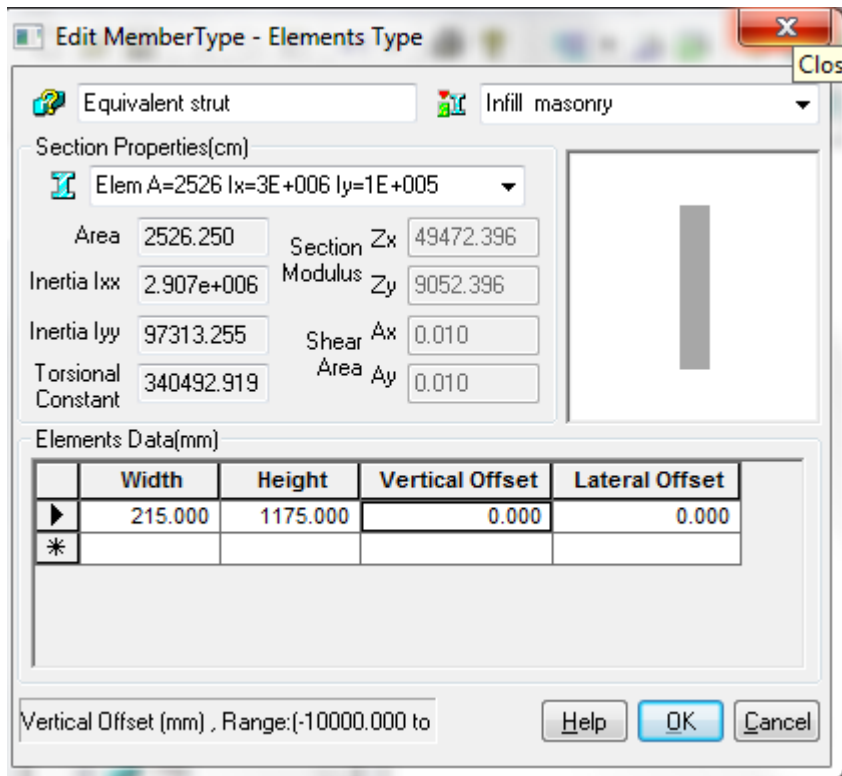 Edit MemberType - Elements Type
Clos
Equivalent strut
Infill masonry
Section Properties(cm)
Elem A=2526 Ix=3E+006 Iy=1E+005
Area 2526.250 Section Modulus Zx 49472.396
Inertia Ixx 2.907e+006 Zy 9052.396
Inertia Iyy 97313.255 Shear Area Ax 0.010
Torsional Constant 340492.919 Ay 0.010
Elements Data(mm)
Width Height Vertical Offset Lateral Offset
215.000 1175.000 0.000 0.000
Vertical Offset (mm) , Range:(-10000.000 to
Help OK Cancel